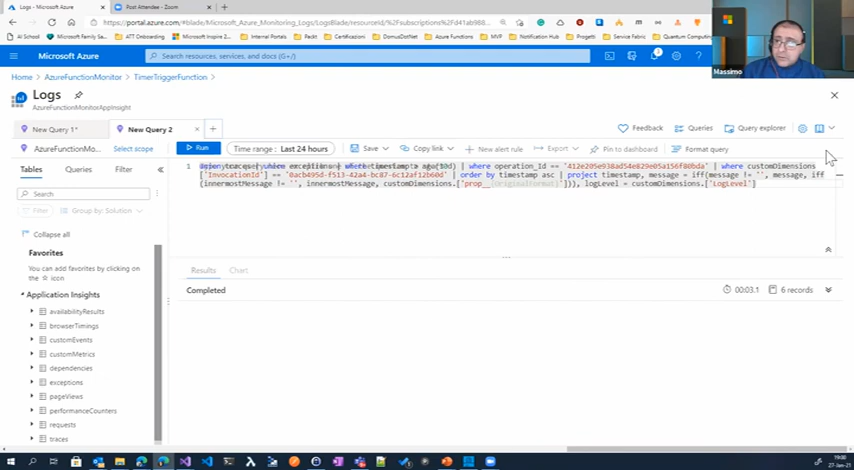 Logs - Microsoft Azure
Post Attendee - Zoom
https://portal.azure.com/#blade/Microsoft_Azure_Monitoring_Logs/LogsBlade/resourceId/%2Fsubscriptions%2Fd41ab988...
AI School
Microsoft Family Sa...
ATT Onboarding
Microsoft Inspire 2...
Internal Portals
Packt
Certificazioni
DomusDotNet
Azure Functions
MVP
Notification Hub
Project
Service Fabric
Quantum Computing
Microsoft Azure
Search resources, services, and docs (G+/)
Massimo
Home > AzureFunctionMonitor > TimerTriggerFunction >
Logs
AzureFunctionMonitorAppInsight
New Query 1*
New Query 2
Feedback
Queries
Query explorer
AzureFunctionMo...
Select scope
Run
Time range: Last 24 hours
Save
Copy link
New alert rule
Export
Pin to dashboard
Format query
Tables
Queries
Filter
Search
Filter
Group by: Solution
Collapse all
Favorites
You can add favorites by clicking on
the ☆ icon
Application Insights
availabilityResults
browserTimings
customEvents
customMetrics
dependencies
exceptions
pageViews
performanceCounters
requests
traces
1
| where operation_Id == '412e205e938ad54e829e05a156f80bda' | where customDimensions
['InvocationId'] == '0acb495d-f513-42a4-bc87-6c12af12b60d' | order by timestamp asc | project timestamp, message = iff(message != '', message, iff
(innermostMessage != '', innermostMessage, customDimensions.['prop__{OriginalFormat}'])), logLevel = customDimensions.['LogLevel']
Results
Chart
Completed
00:03.1
6 records
19:00
27-Jan-21